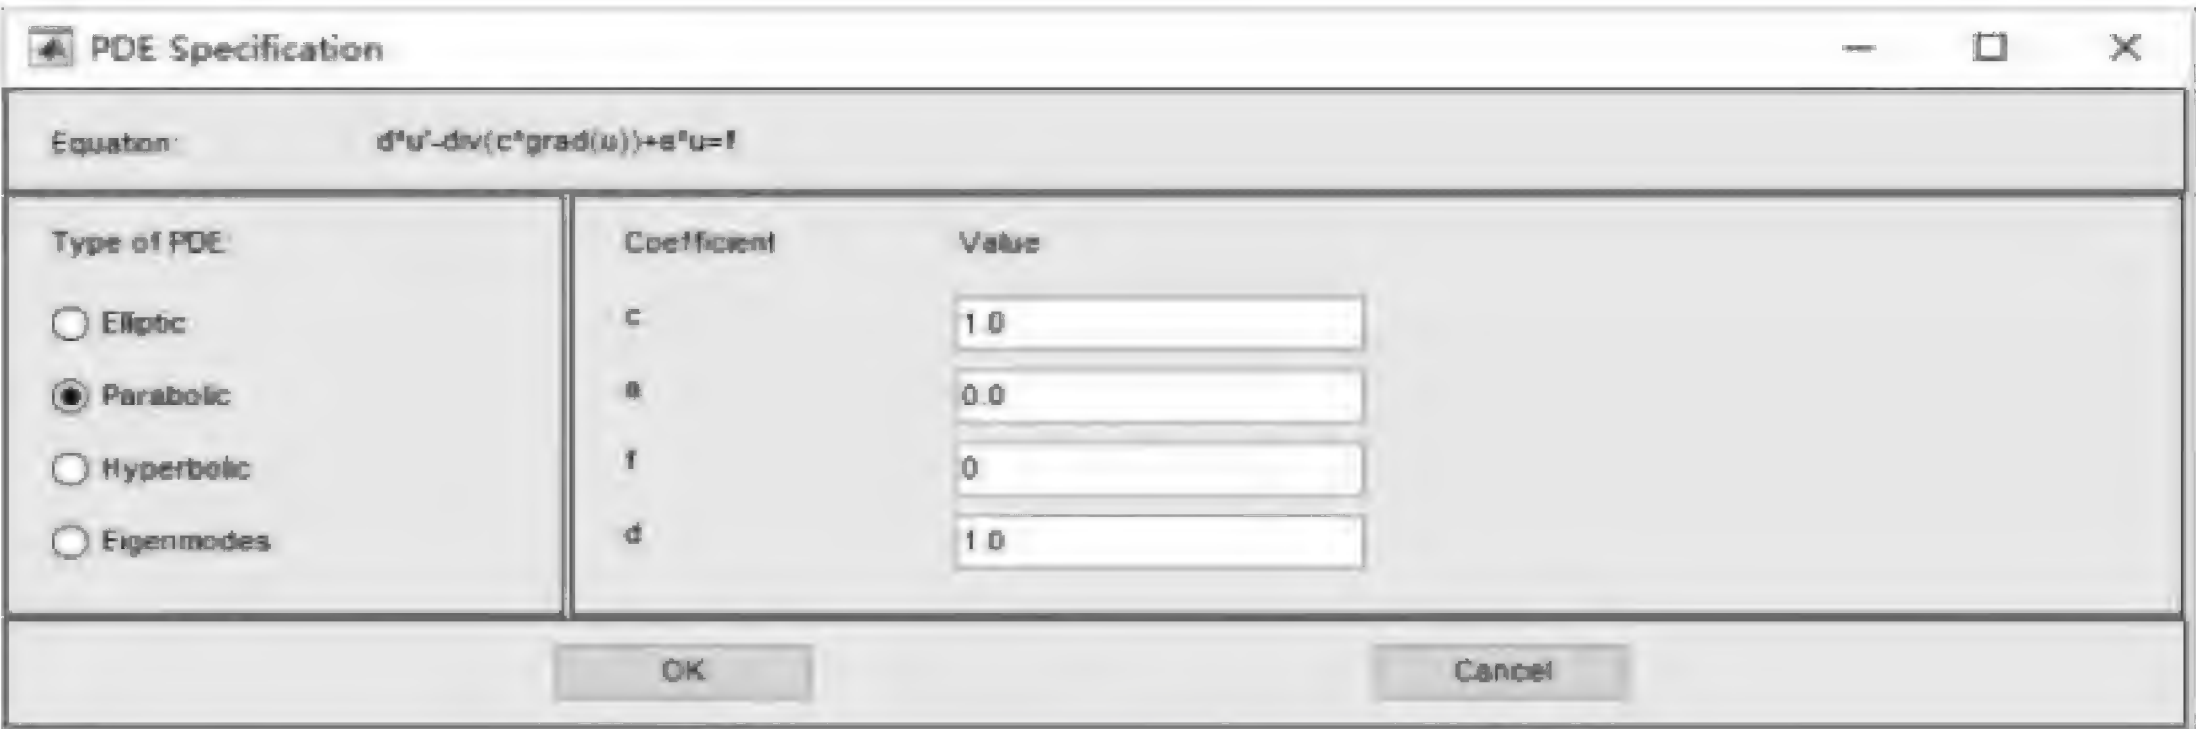 PDE Specification
Equation: d*u'-div(c*grad(u))+a*u=f
Type of PDE: Coefficient Value
Elliptic c 1.0
Parabolic a 0.0
Hyperbolic f 0
Eigenmodes d 1.0
OK Cancel